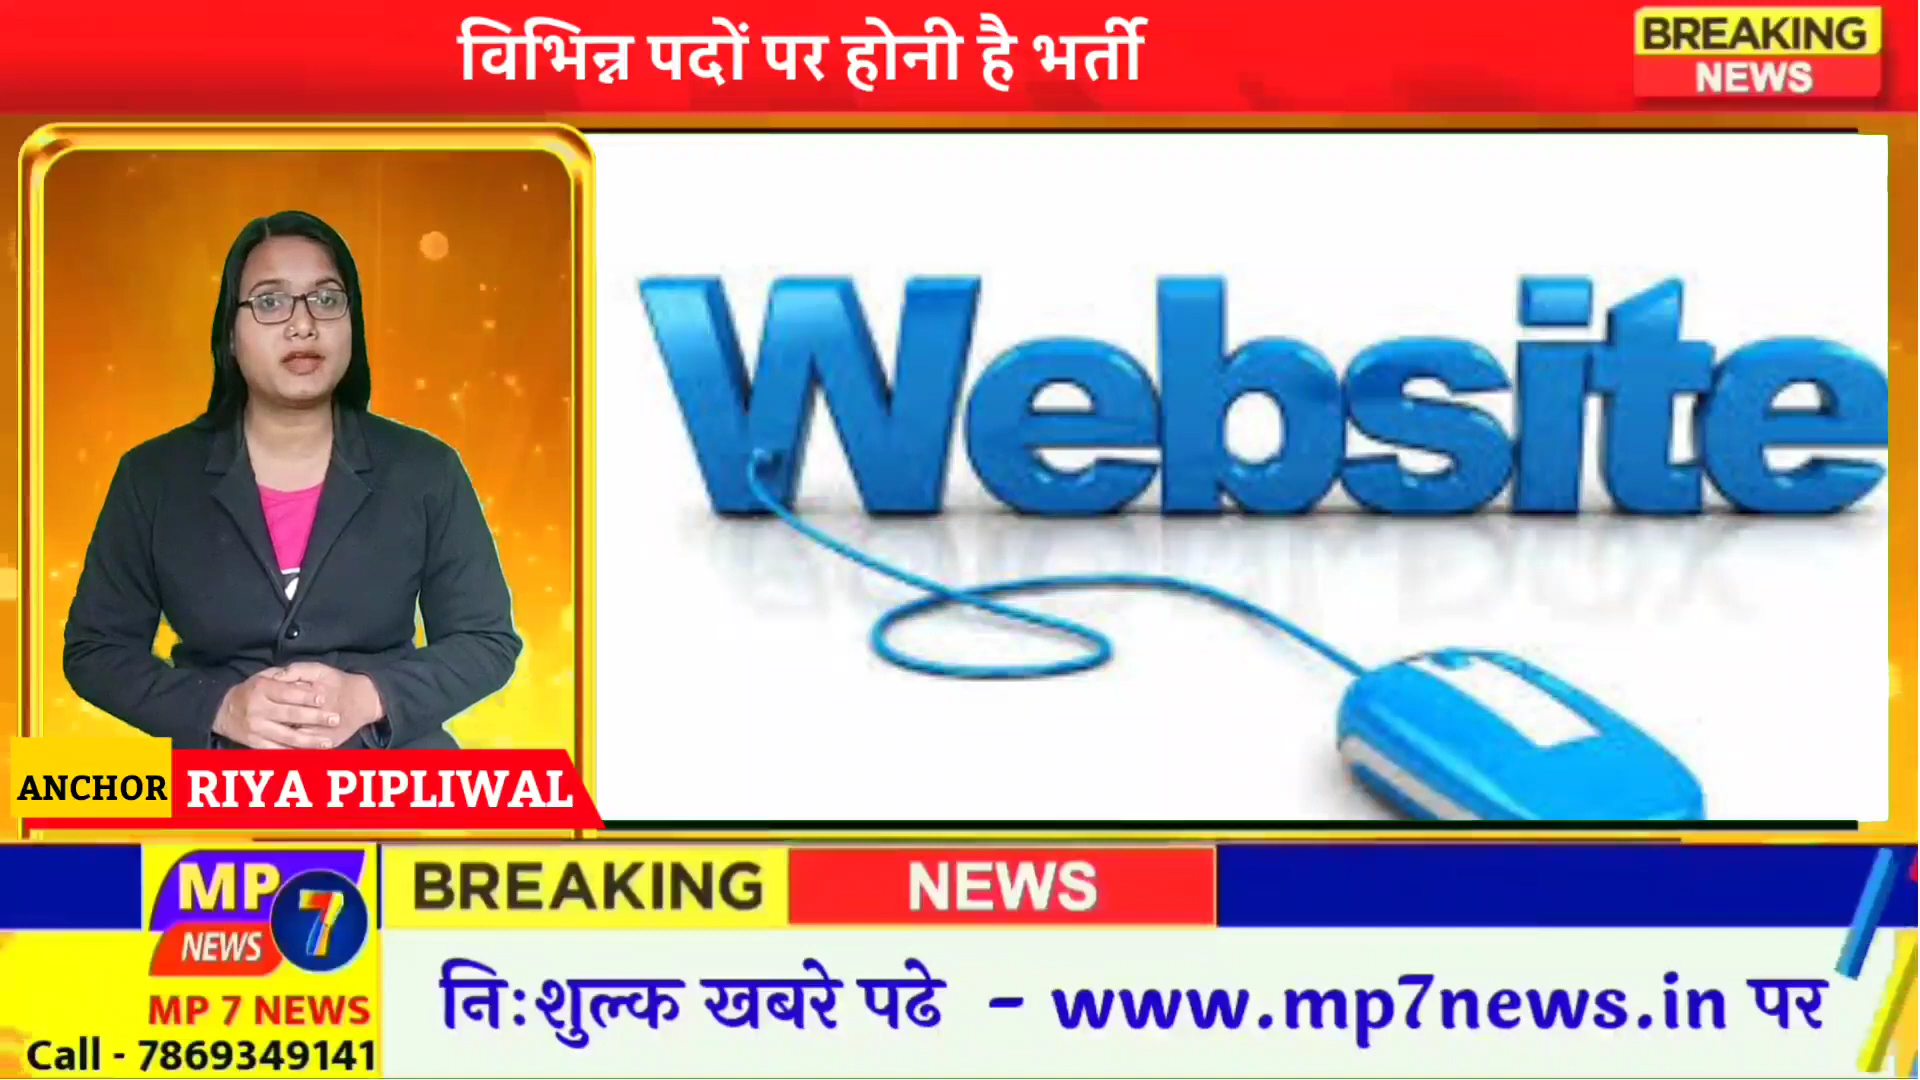 विभिन्न पदों पर होनी है भर्ती
BREAKING
NEWS
Website
ANCHOR
RIYA PIPLIWAL
MP 7
NEWS
BREAKING NEWS
MP 7 NEWS
Call - 7869349141
निःशुल्क खबरे पढे - www.mp7news.in पर